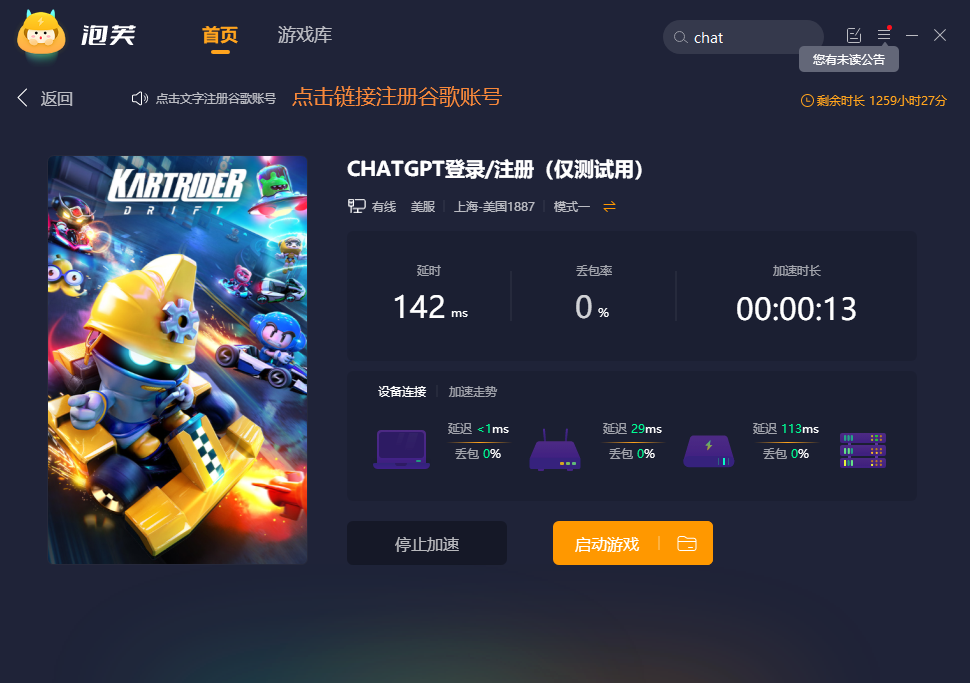 泡芙
首页
游戏库
chat
您有未读公告
返回
点击文字注册谷歌账号
点击链接注册谷歌账号
剩余时长 1259小时27分
KARTRIDER
DRIFT
CHATGPT登录/注册（仅测试用）
有线 美服 上海-美国1887 模式一
延时 丢包率 加速时长
142 ms 0 % 00:00:13
设备连接 加速走势
延迟 <1ms 延迟 29ms 延迟 113ms
丢包 0% 丢包 0% 丢包 0%
停止加速 启动游戏